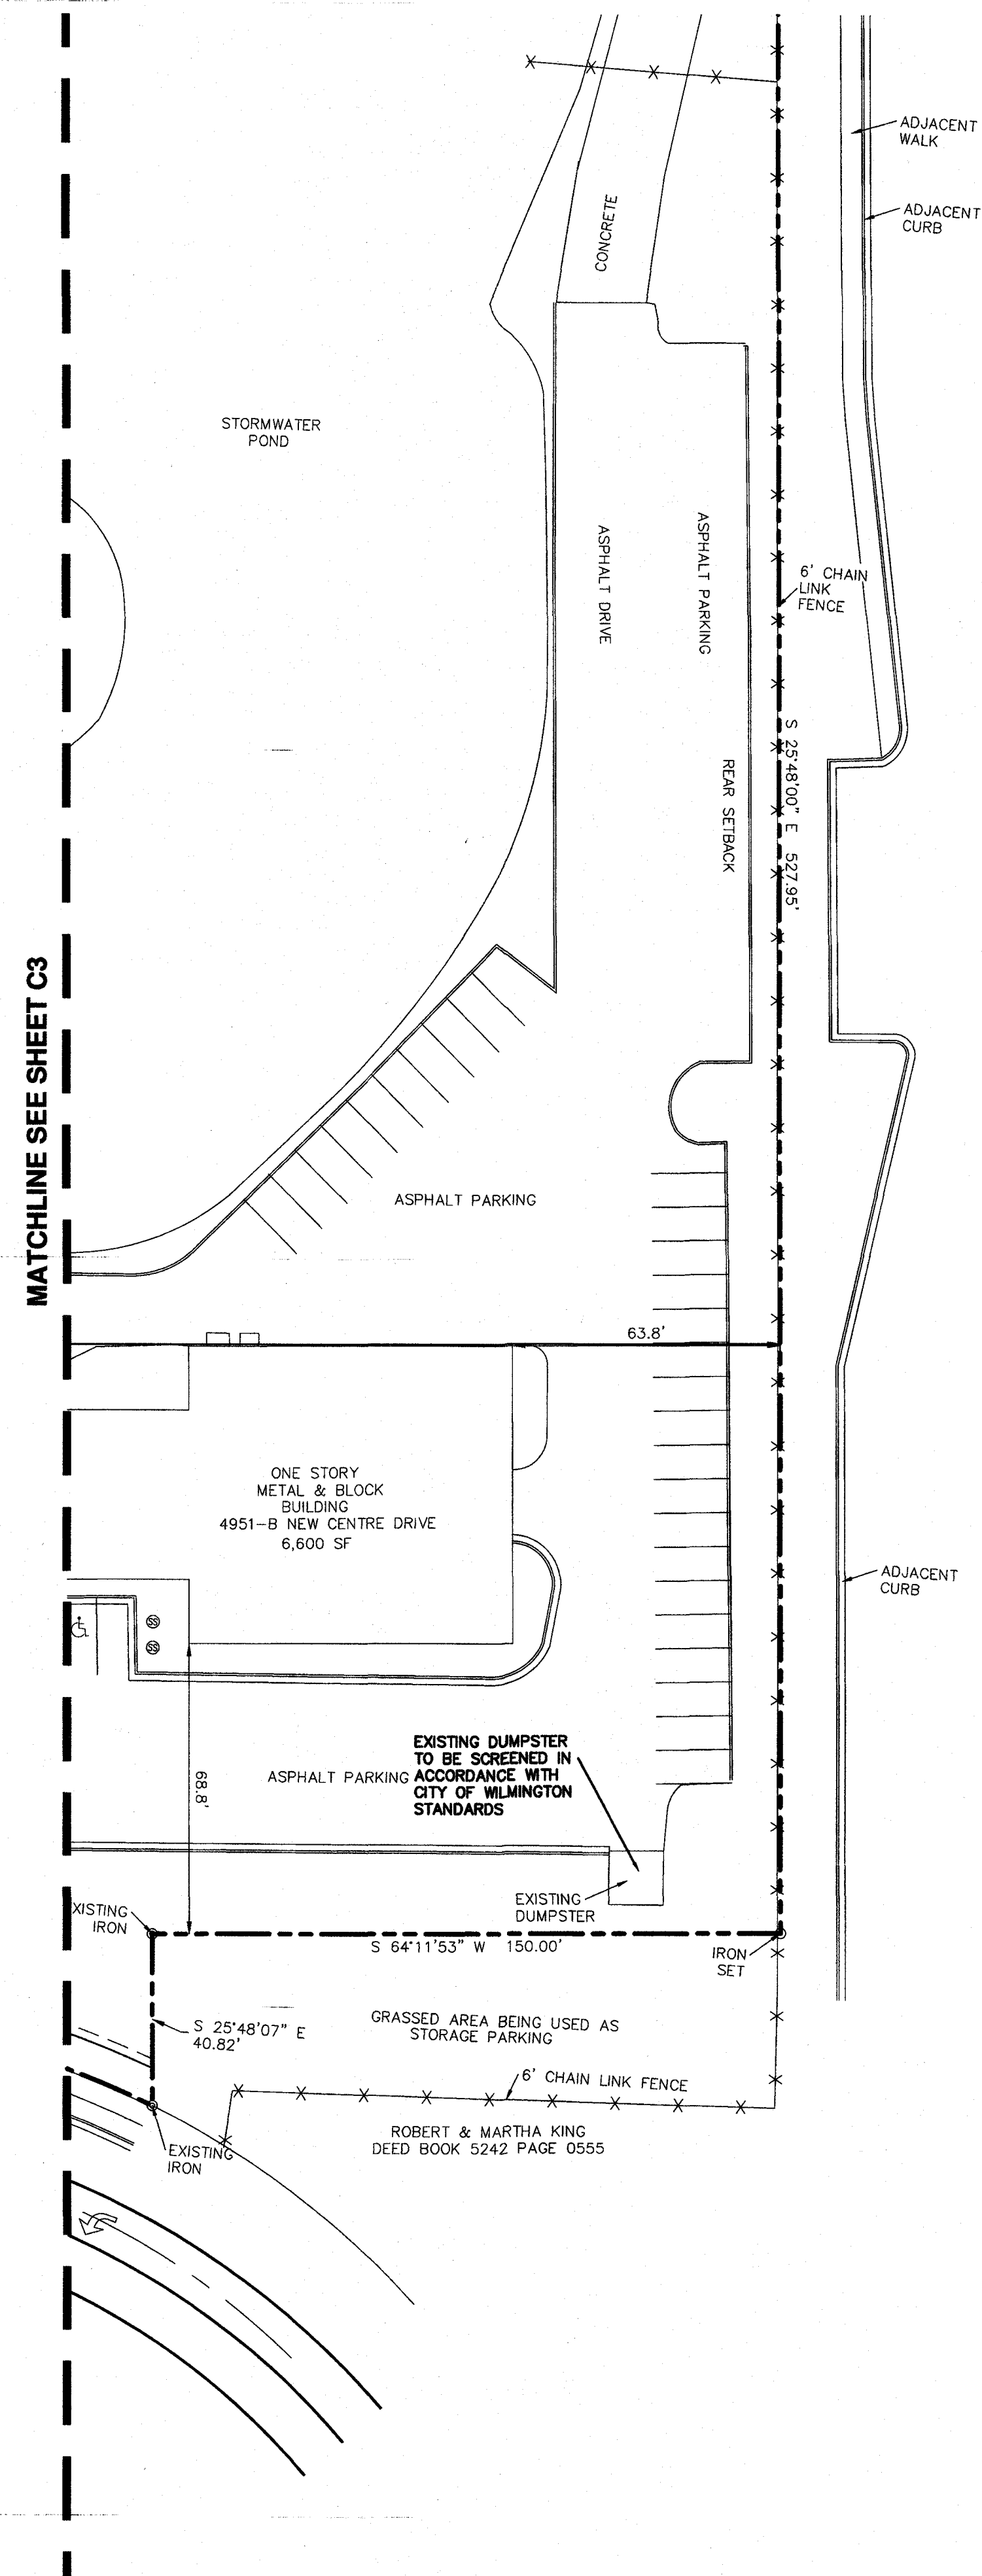 ADJACENT
WALK
ADJACENT
CURB
CONCRETE
STORMWATER
POND
ASPHALT DRIVE
ASPHALT PARKING
6' CHAIN
LINK
FENCE
S 25°48'00" E 527.95'
REAR SETBACK
MATCHLINE SEE SHEET C3
ASPHALT PARKING
63.8'
ONE STORY
METAL & BLOCK
BUILDING
4951-B NEW CENTRE DRIVE
6,600 SF
ADJACENT
CURB
SS
SS
68.8'
ASPHALT PARKING
EXISTING DUMPSTER
TO BE SCREENED IN
ACCORDANCE WITH
CITY OF WILMINGTON
STANDARDS
EXISTING
DUMPSTER
XISTING
IRON
S 64°11'53" W 150.00'
IRON
SET
S 25°48'07" E
40.82'
GRASSED AREA BEING USED AS
STORAGE PARKING
6' CHAIN LINK FENCE
ROBERT & MARTHA KING
DEED BOOK 5242 PAGE 0555
EXISTING
IRON